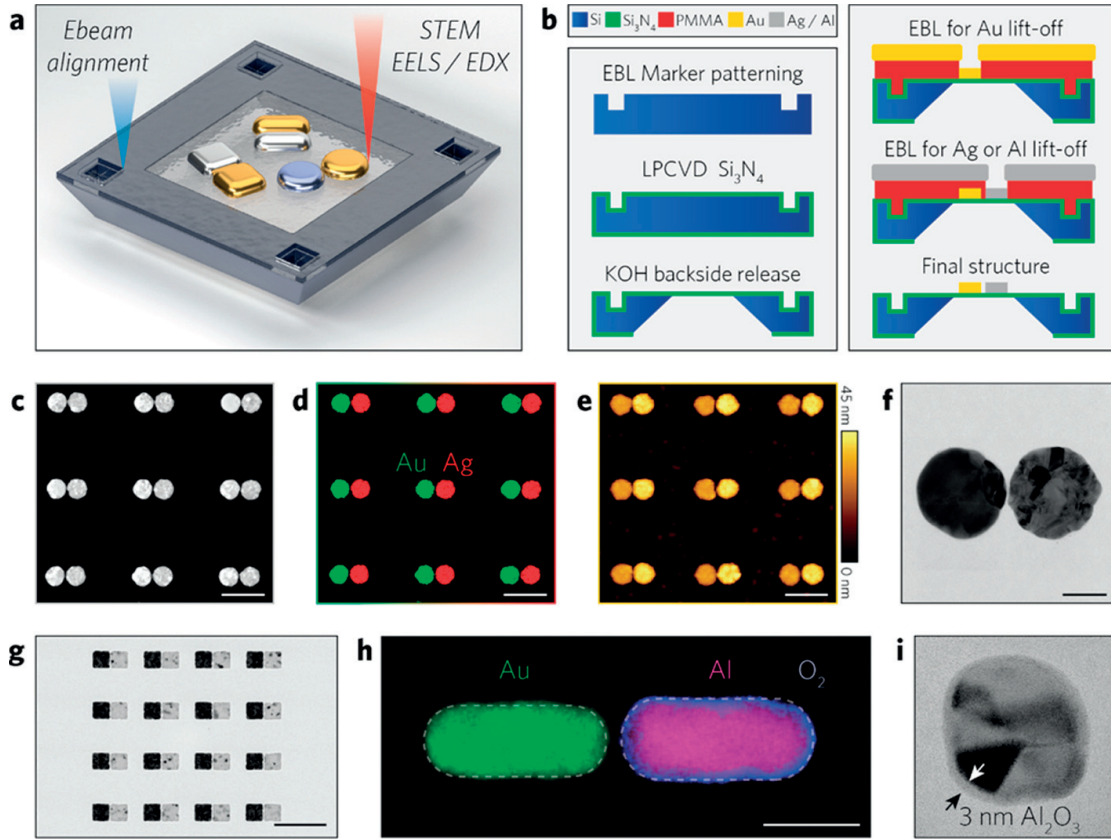 a
Ebeam
alignment
STEM
EELS / EDX
b
Si Si₃N₄ PMMA Au Ag / Al
EBL Marker patterning
LPCVD Si₃N₄
KOH backside release
EBL for Au lift-off
EBL for Ag or Al lift-off
Final structure
c
d
Au Ag
e
45 nm
0 nm
f
g
h
Au
Al
O₂
i
3 nm Al₂O₃